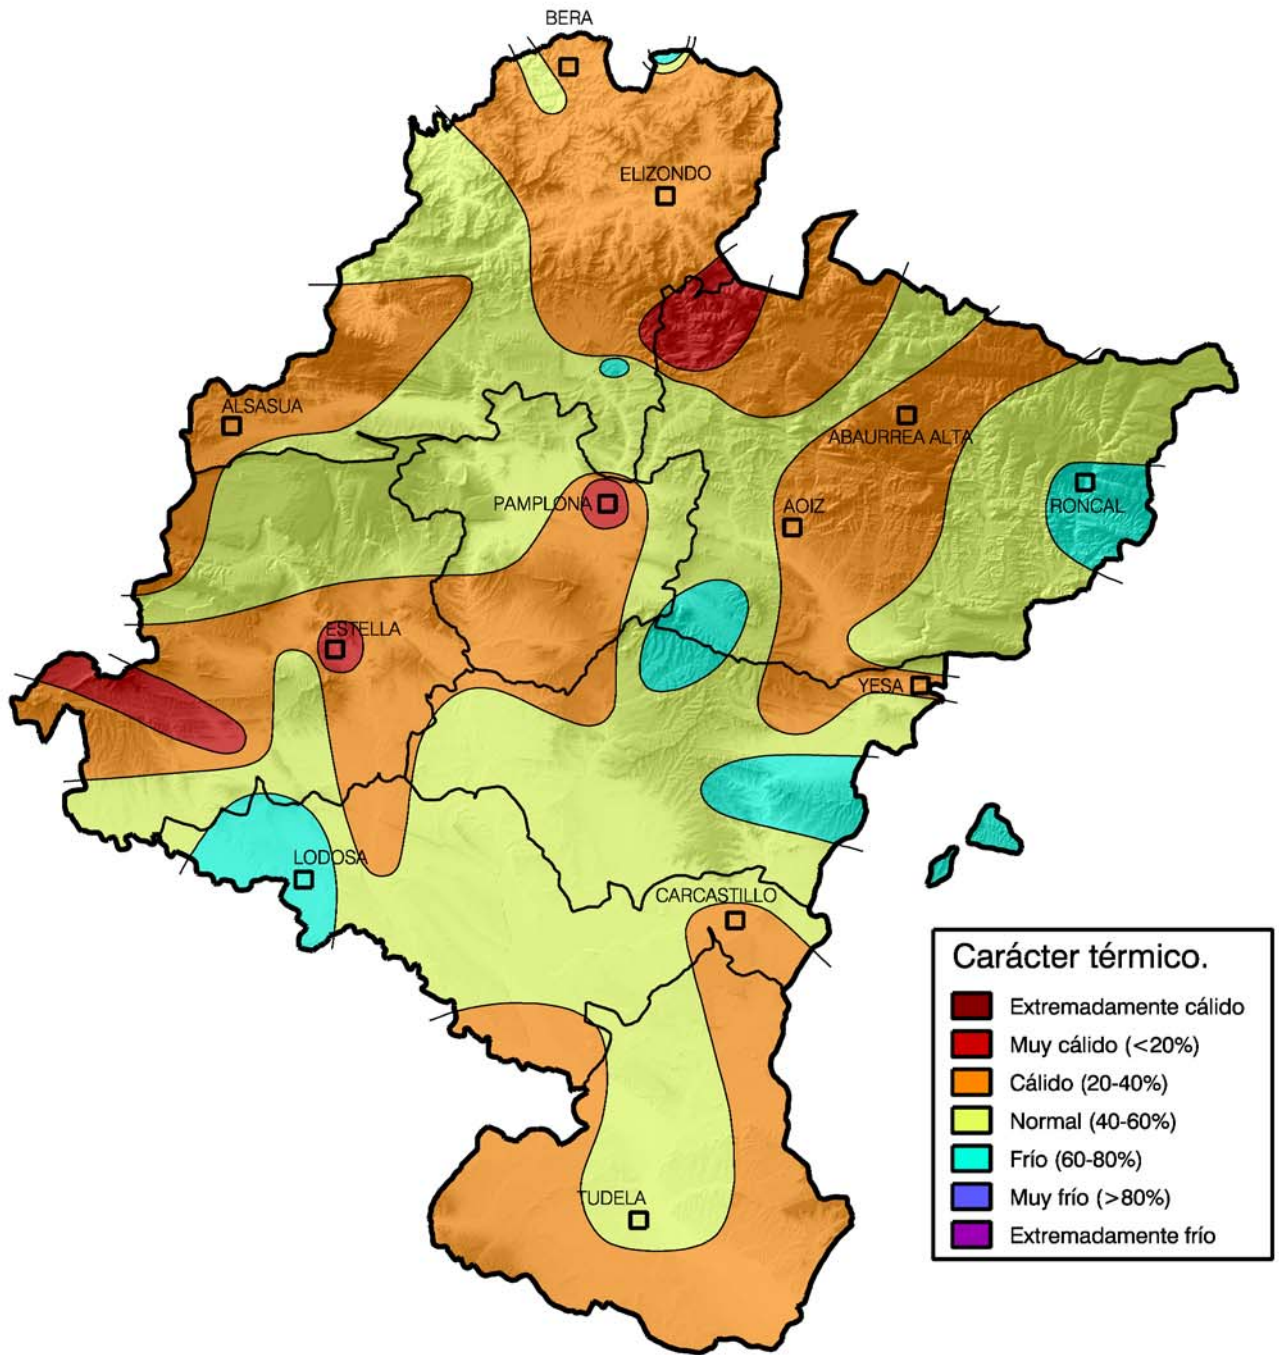 BERA
ELIZONDO
ALSASUA
ABAURREA ALTA
PAMPLONA
AOIZ
RONCAL
ESTELLA
YESA
LODOSA
CARCASTILLO
TUDELA
Carácter térmico.
Extremadamente cálido
Muy cálido (<20%)
Cálido (20-40%)
Normal (40-60%)
Frío (60-80%)
Muy frío (>80%)
Extremadamente frío